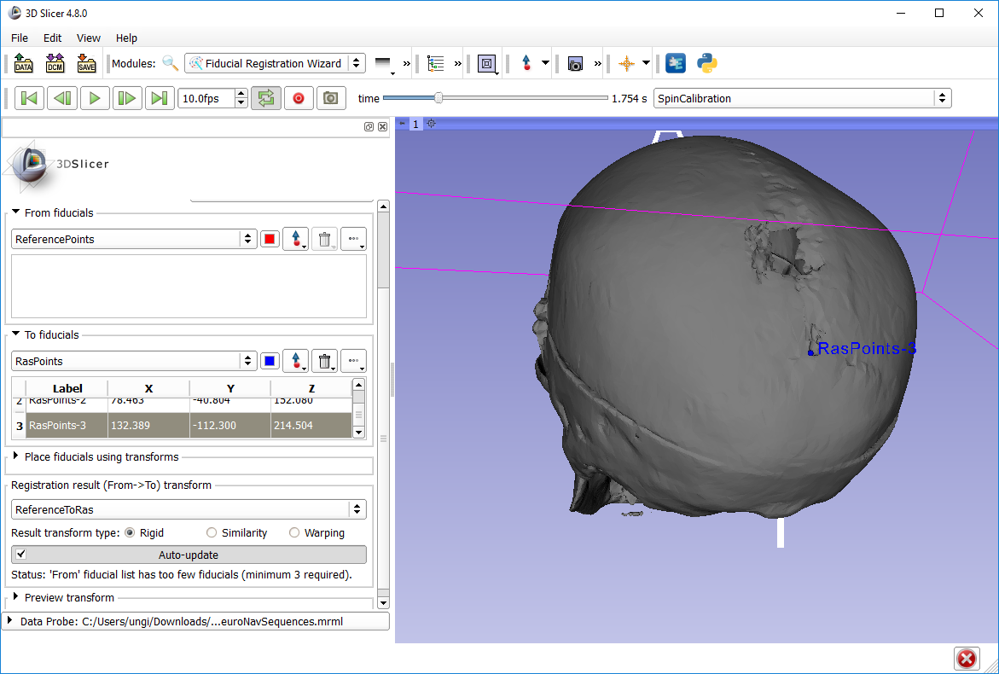 3D Slicer 4.8.0
File Edit View Help
DATA DCM SAVE Modules: Fiducial Registration Wizard » » » »
10.0fps time 1.754 s SpinCalibration
1
3DSlicer
From fiducials
ReferencePoints
To fiducials
RasPoints
Label X Y Z
2 RasPoints-2 78.463 -40.804 152.080
3 RasPoints-3 132.389 -112.300 214.504
RasPoints-3
Place fiducials using transforms
Registration result (From->To) transform
ReferenceToRas
Result transform type: Rigid Similarity Warping
Auto-update
Status: 'From' fiducial list has too few fiducials (minimum 3 required).
Preview transform
Data Probe: C:/Users/ungi/Downloads/...euroNavSequences.mrml